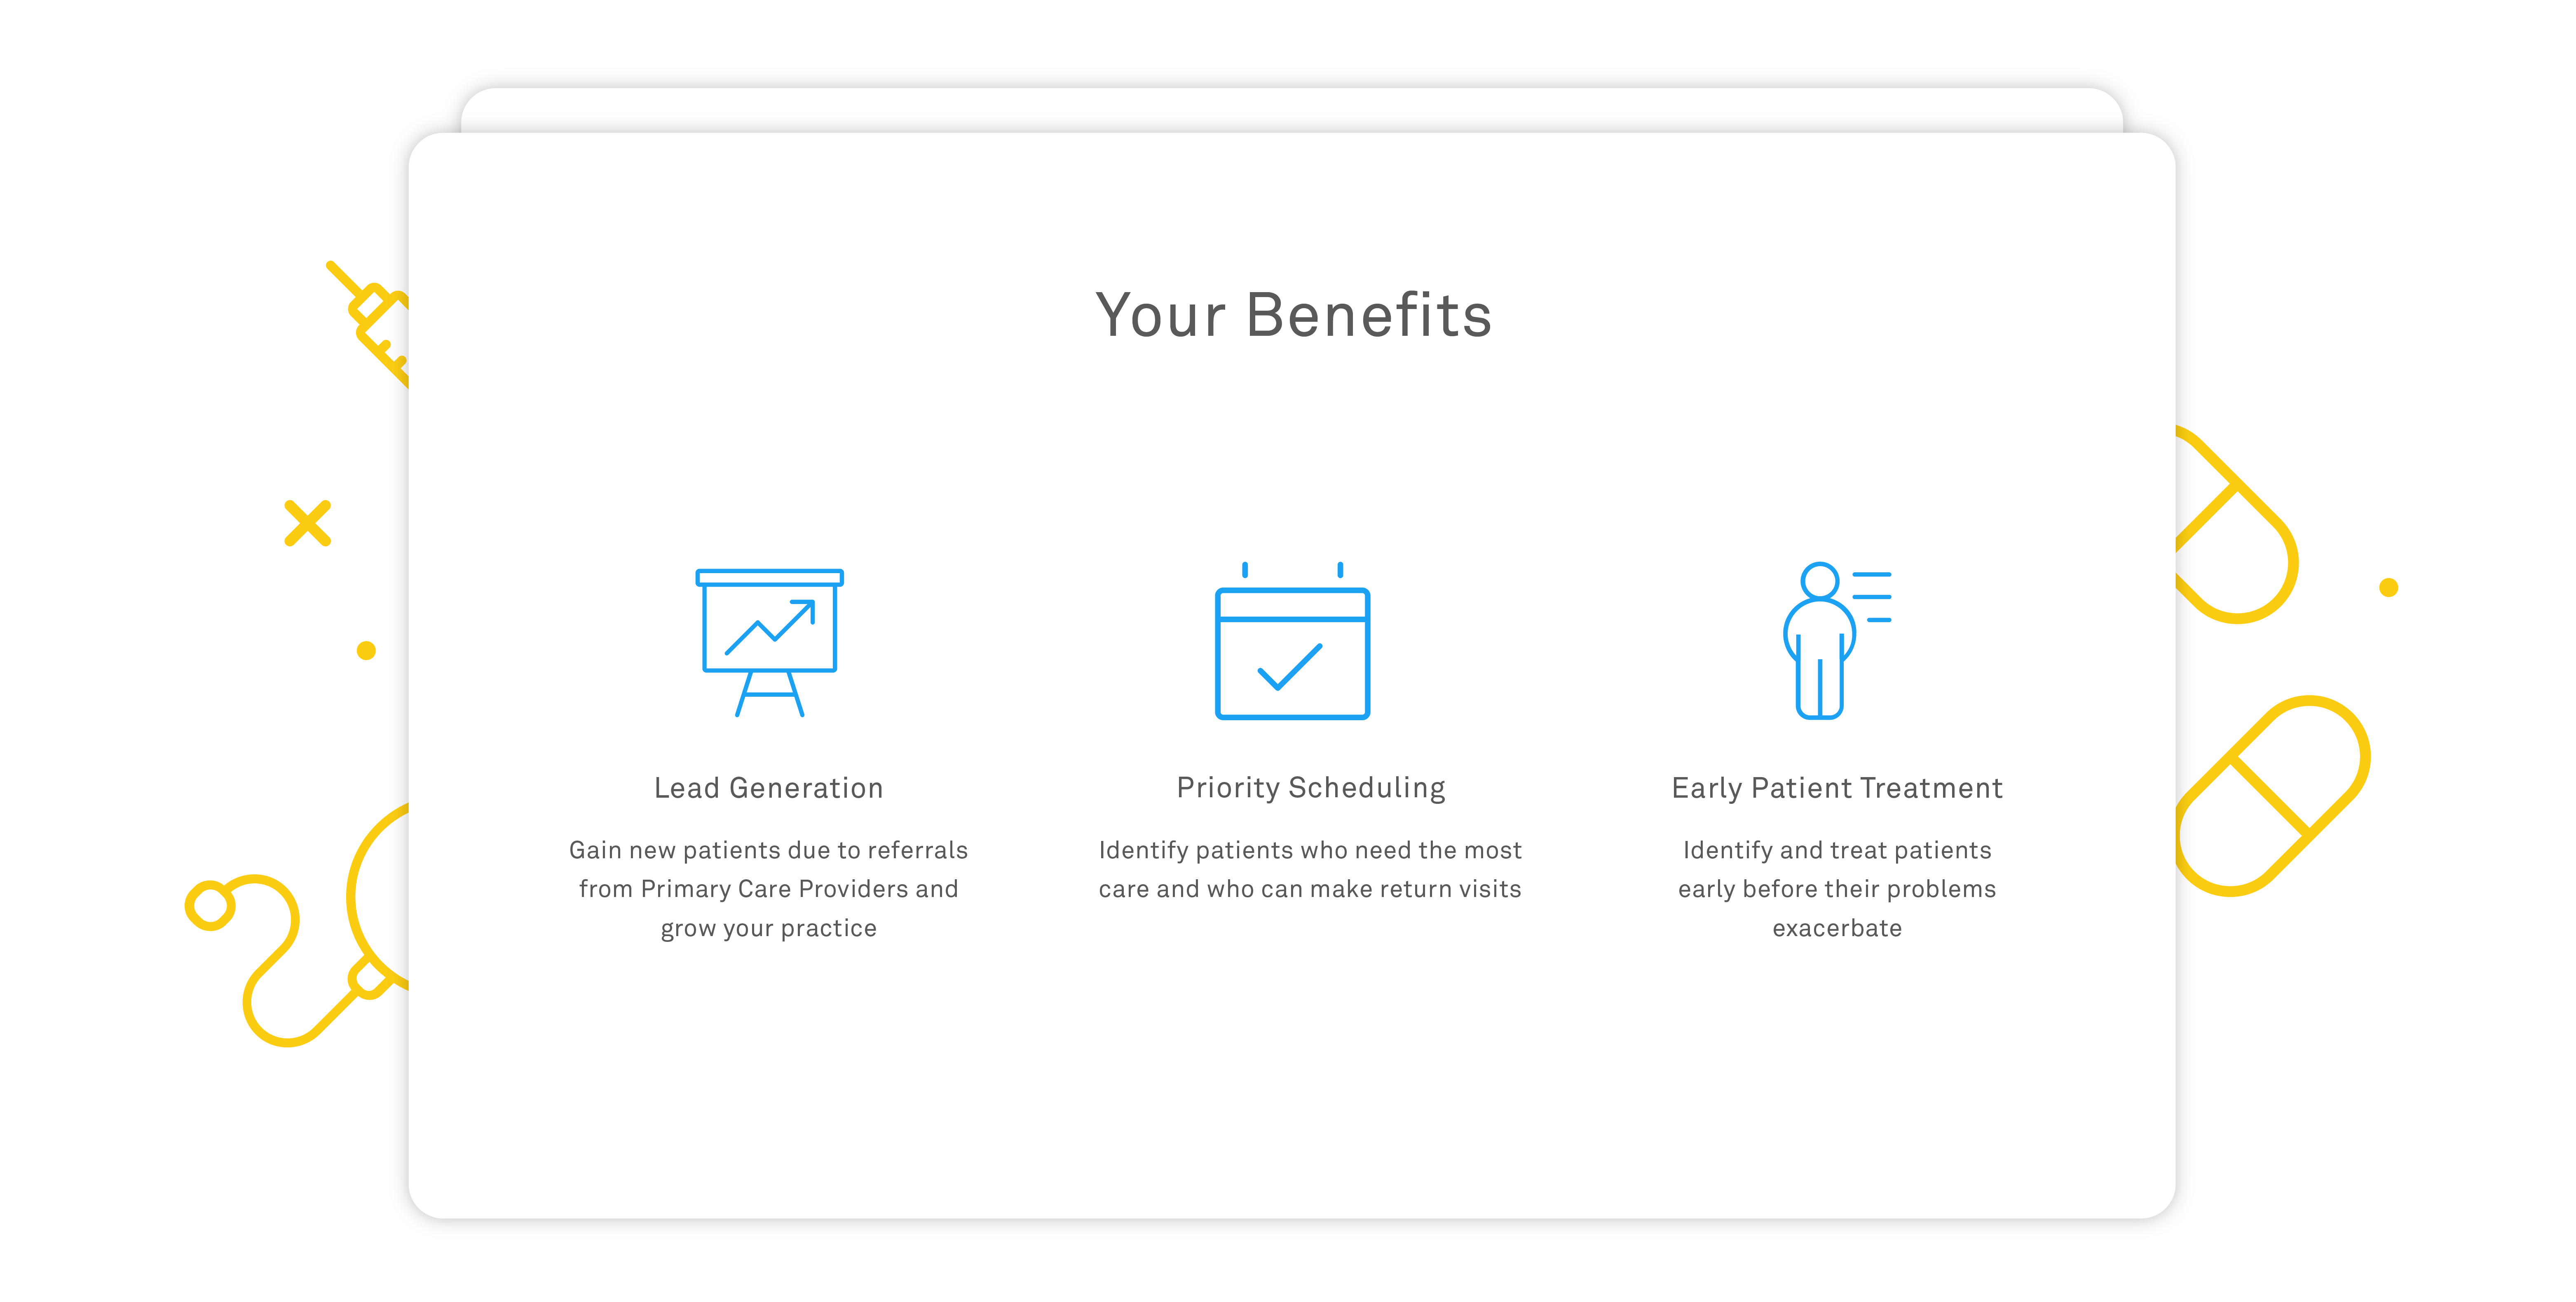 Your Benefits
Lead Generation
Gain new patients due to referrals
from Primary Care Providers and
grow your practice
Priority Scheduling
Identify patients who need the most
care and who can make return visits
Early Patient Treatment
Identify and treat patients
early before their problems
exacerbate